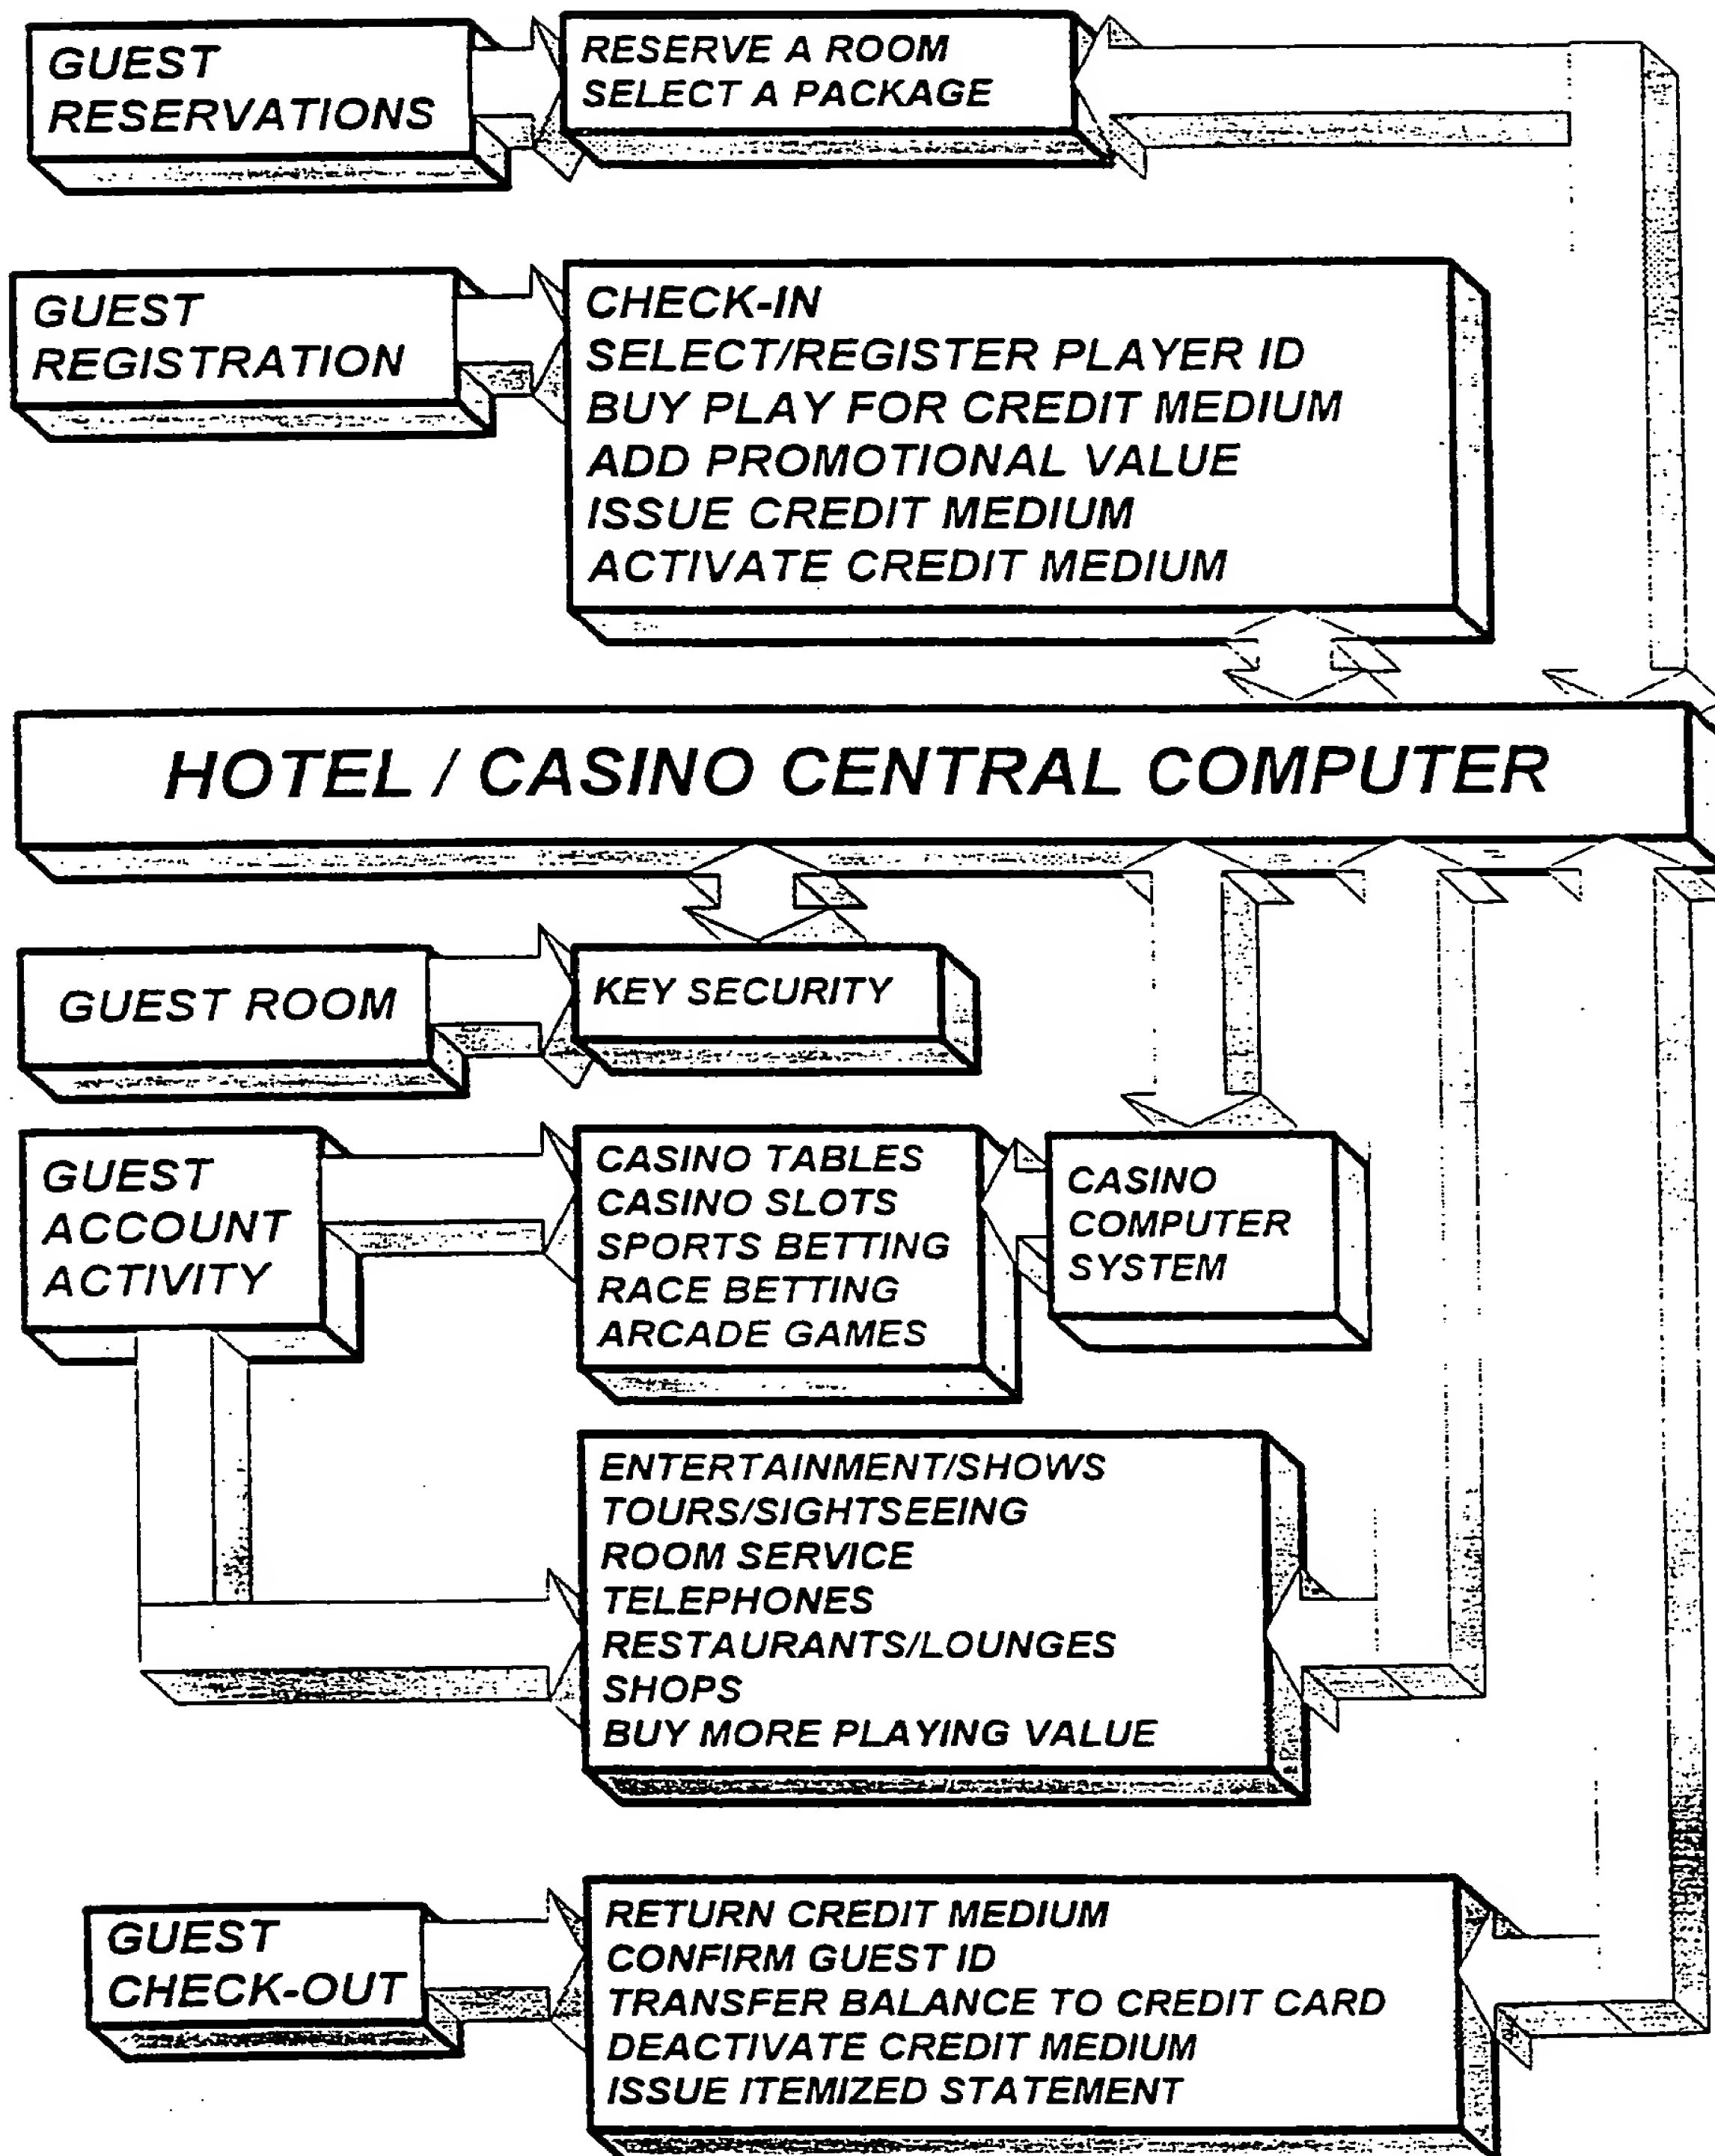 GUEST
RESERVATIONS
RESERVE A ROOM
SELECT A PACKAGE
GUEST
REGISTRATION
CHECK-IN
SELECT/REGISTER PLAYER ID
BUY PLAY FOR CREDIT MEDIUM
ADD PROMOTIONAL VALUE
ISSUE CREDIT MEDIUM
ACTIVATE CREDIT MEDIUM
HOTEL / CASINO CENTRAL COMPUTER
GUEST ROOM
KEY SECURITY
GUEST
ACCOUNT
ACTIVITY
CASINO TABLES
CASINO SLOTS
SPORTS BETTING
RACE BETTING
ARCADE GAMES
CASINO
COMPUTER
SYSTEM
ENTERTAINMENT/SHOWS
TOURS/SIGHTSEEING
ROOM SERVICE
TELEPHONES
RESTAURANTS/LOUNGES
SHOPS
BUY MORE PLAYING VALUE
GUEST
CHECK-OUT
RETURN CREDIT MEDIUM
CONFIRM GUEST ID
TRANSFER BALANCE TO CREDIT CARD
DEACTIVATE CREDIT MEDIUM
ISSUE ITEMIZED STATEMENT